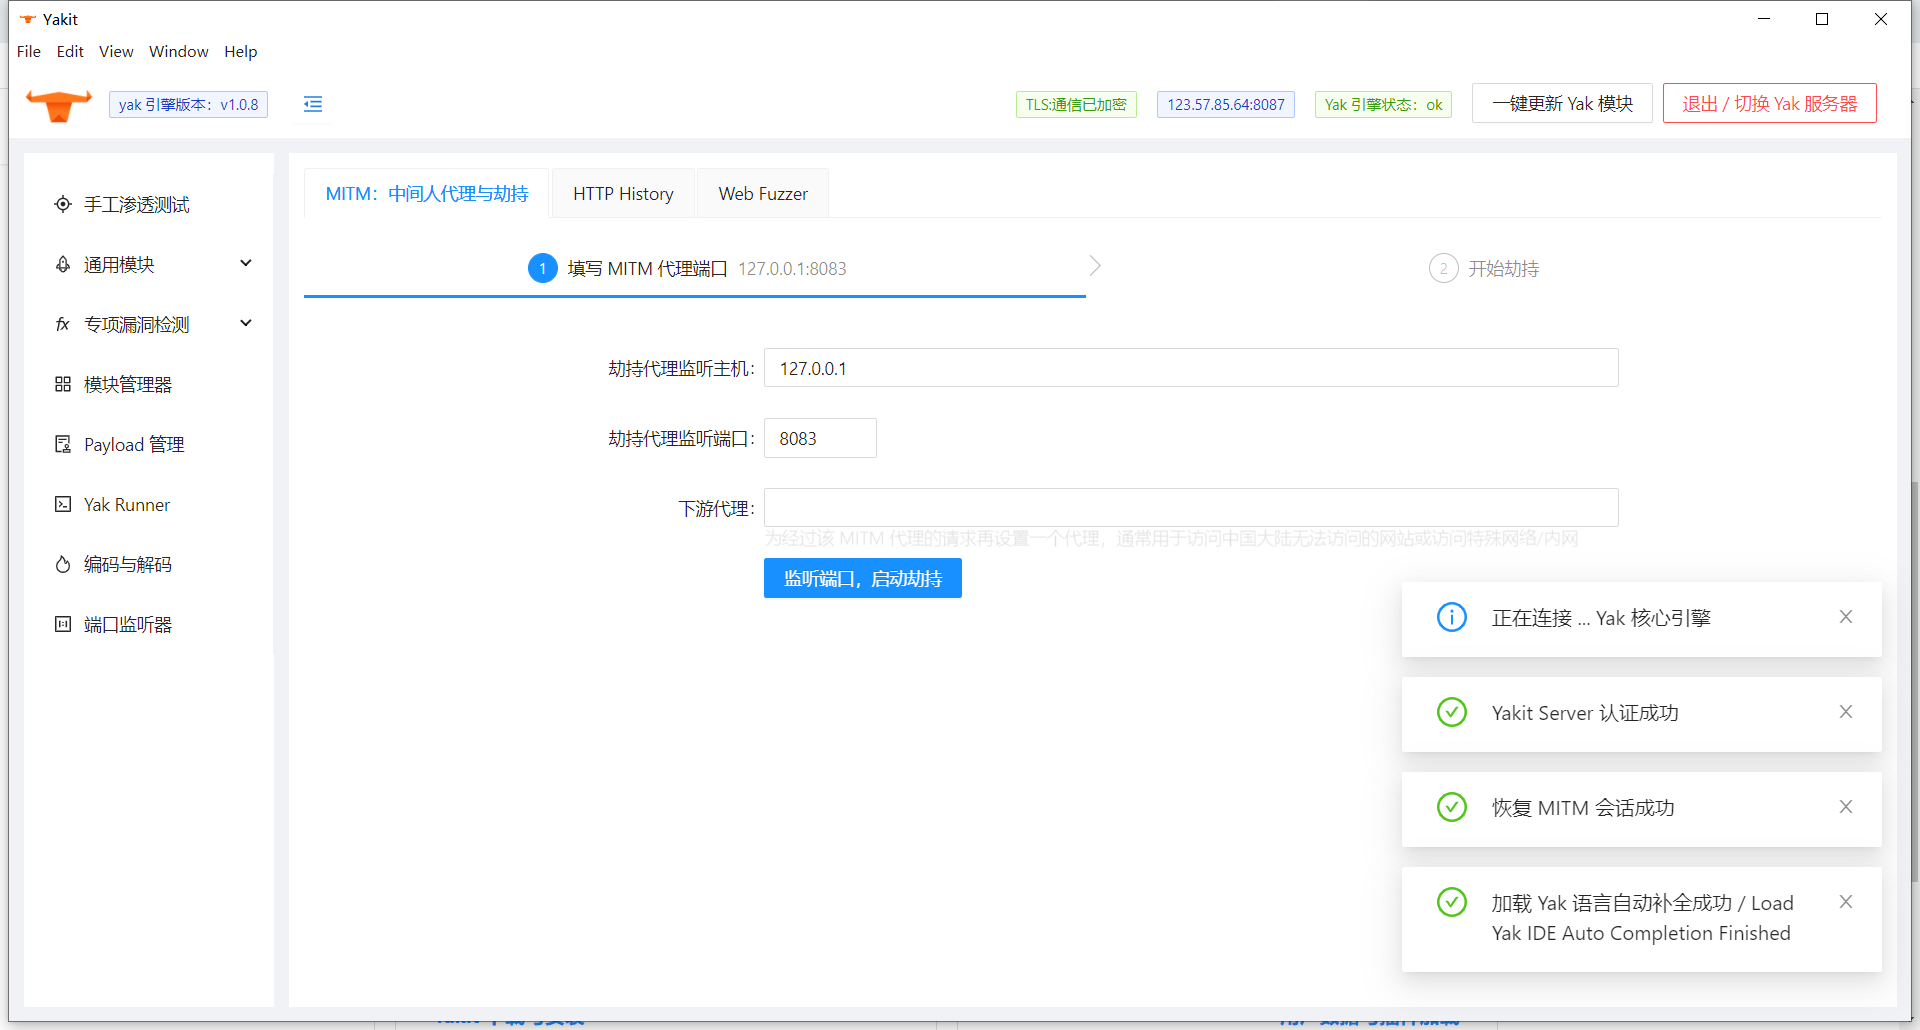 Yakit
File Edit View Window Help
yak 引擎版本：v1.0.8
TLS:通信已加密
123.57.85.64:8087
Yak 引擎状态：ok
一键更新 Yak 模块
退出 / 切换 Yak 服务器
手工渗透测试
通用模块
专项漏洞检测
模块管理器
Payload 管理
Yak Runner
编码与解码
端口监听器
MITM：中间人代理与劫持
HTTP History
Web Fuzzer
1 填写 MITM 代理端口 127.0.0.1:8083
2 开始劫持
劫持代理监听主机： 127.0.0.1
劫持代理监听端口： 8083
下游代理：
为经过该 MITM 代理的请求再设置一个代理，通常用于访问中国大陆无法访问的网站或访问特殊网络/内网
监听端口，启动劫持
正在连接 ... Yak 核心引擎
Yakit Server 认证成功
恢复 MITM 会话成功
加载 Yak 语言自动补全成功 / Load
Yak IDE Auto Completion Finished